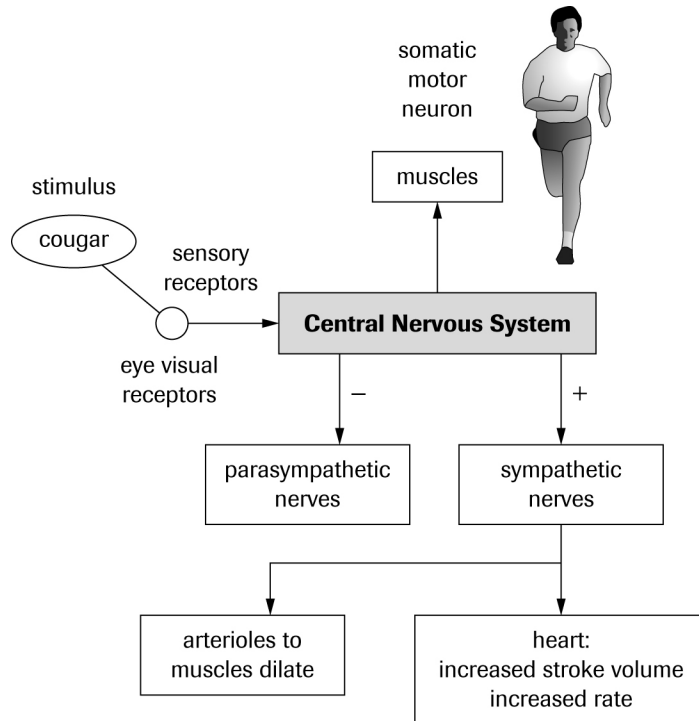 somatic
motor
neuron
muscles
stimulus
cougar
sensory
receptors
Central Nervous System
eye visual
receptors
–
+
parasympathetic
nerves
sympathetic
nerves
arterioles to
muscles dilate
heart:
increased stroke volume
increased rate